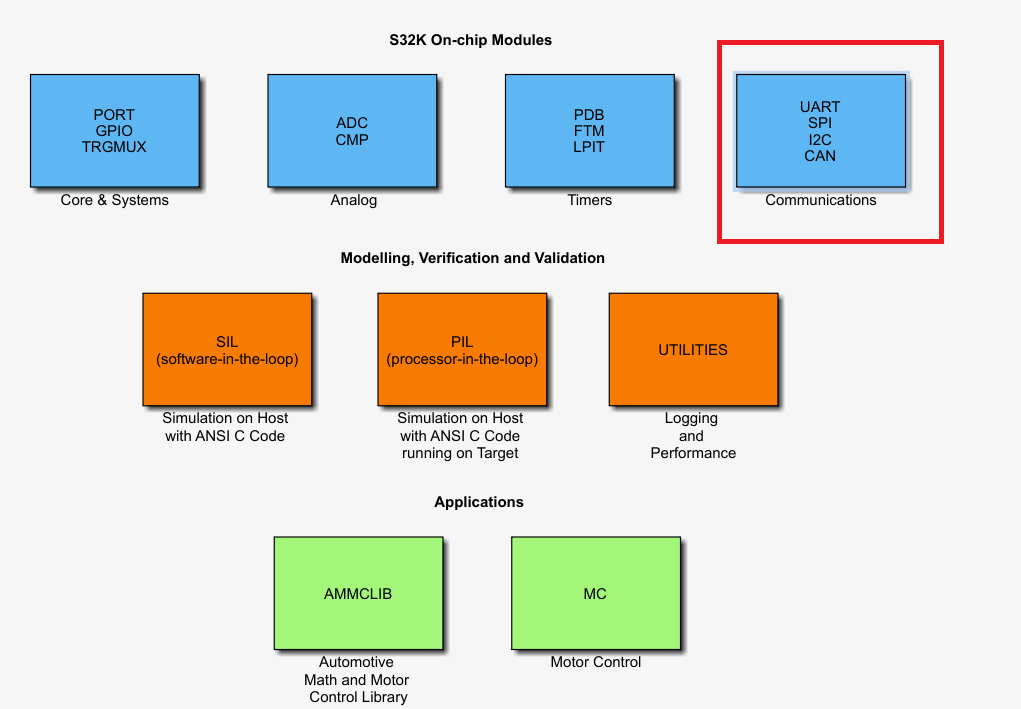 S32K On-chip Modules
PORT
GPIO
TRGMUX
Core & Systems
ADC
CMP
Analog
PDB
FTM
LPIT
Timers
UART
SPI
I2C
CAN
Communications
Modelling, Verification and Validation
SIL
(software-in-the-loop)
Simulation on Host
with ANSI C Code
PIL
(processor-in-the-loop)
Simulation on Host
with ANSI C Code
running on Target
UTILITIES
Logging
and
Performance
Applications
AMMCLIB
Automotive
Math and Motor
Control Library
MC
Motor Control